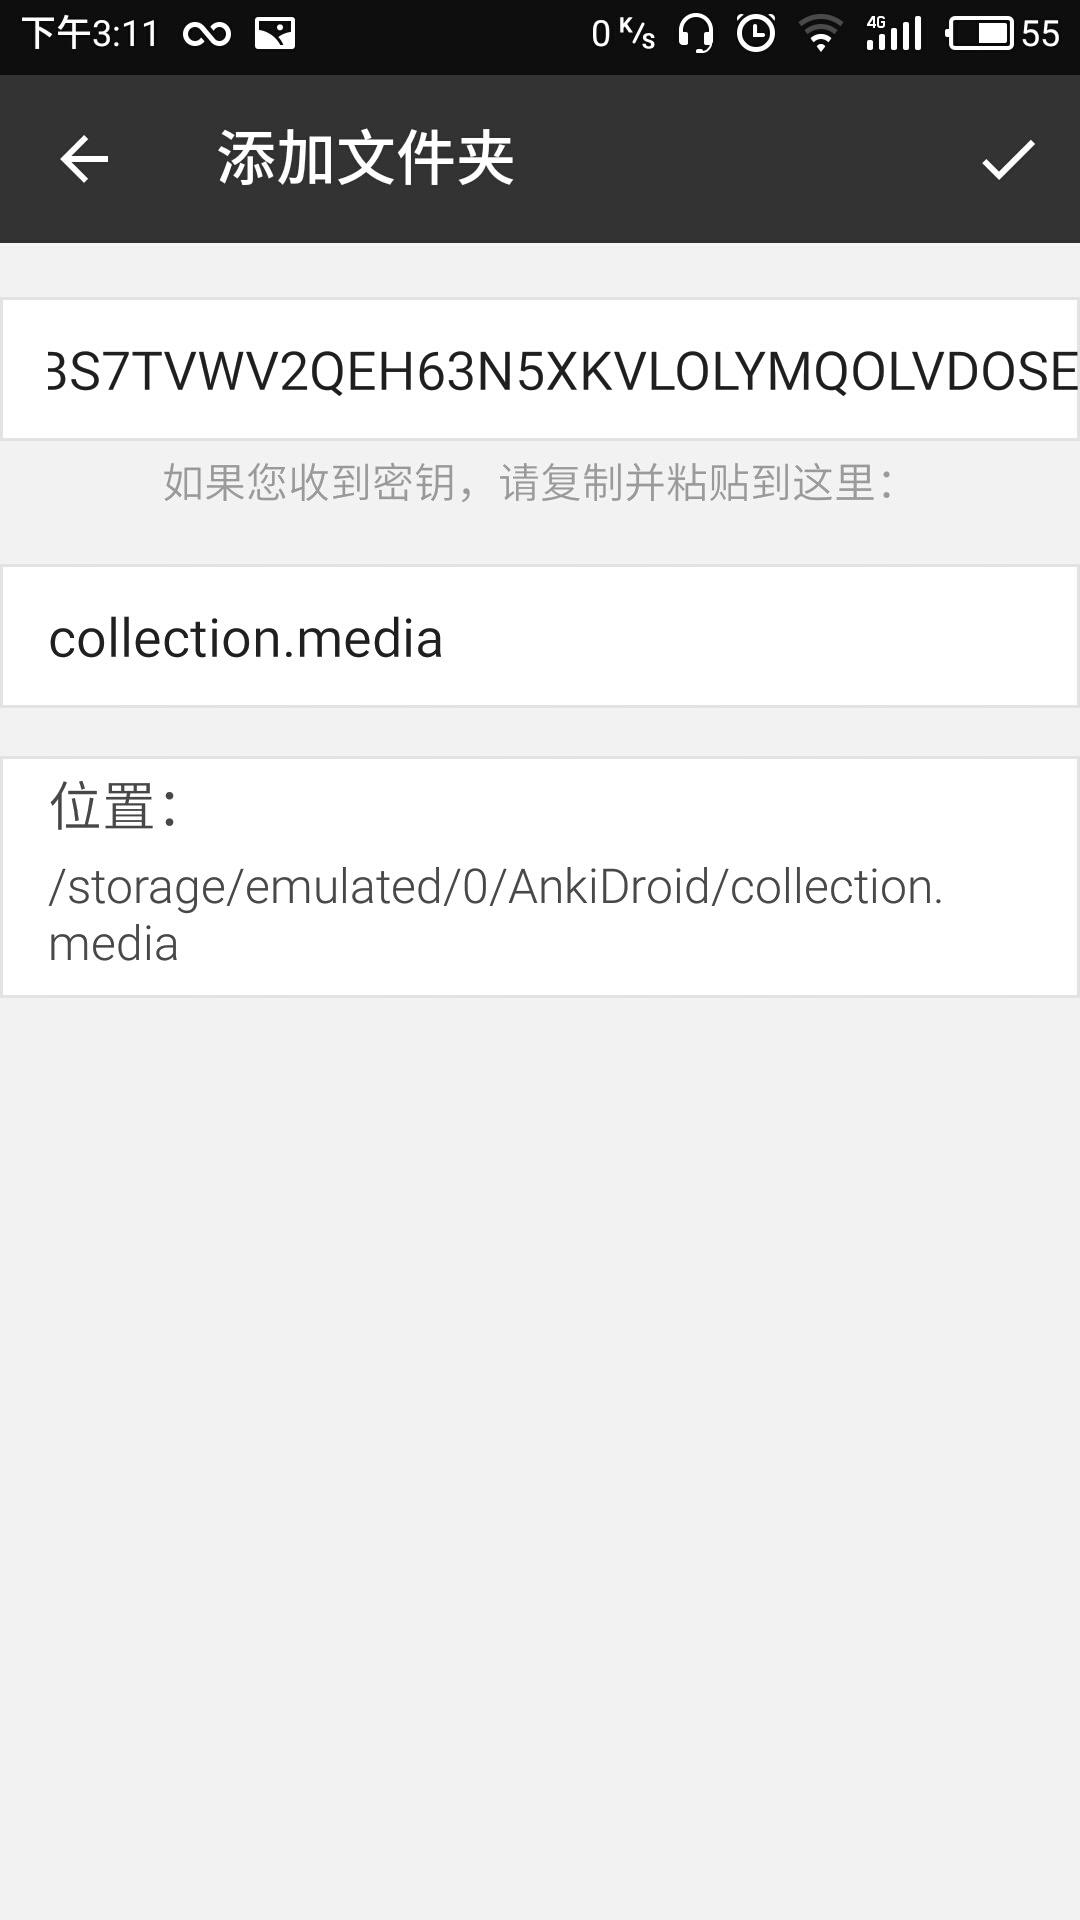 下午3:11 0 K/s 4G 55
添加文件夹
3S7TVWV2QEH63N5XKVLOLYMQOLVDOSE
如果您收到密钥，请复制并粘贴到这里：
collection.media
位置：
/storage/emulated/0/AnkiDroid/collection.
media